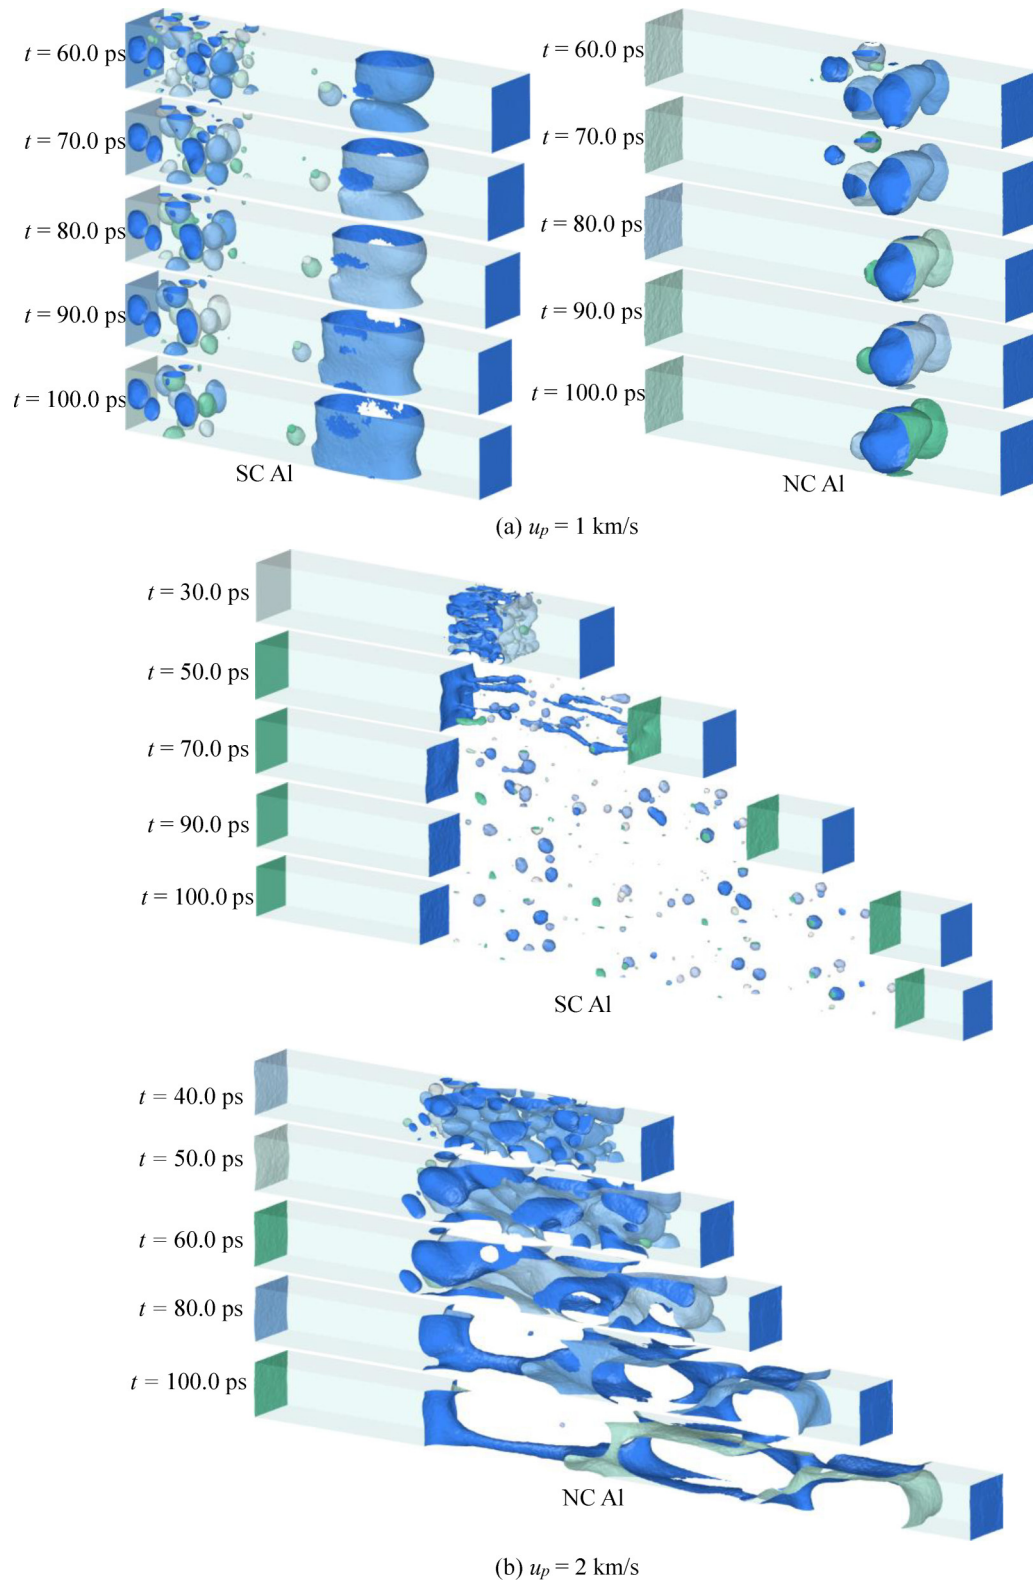 t = 60.0 ps
t = 70.0 ps
t = 80.0 ps
t = 90.0 ps
t = 100.0 ps
SC Al
t = 60.0 ps
t = 70.0 ps
t = 80.0 ps
t = 90.0 ps
t = 100.0 ps
NC Al
(a) uₚ = 1 km/s
t = 30.0 ps
t = 50.0 ps
t = 70.0 ps
t = 90.0 ps
t = 100.0 ps
SC Al
t = 40.0 ps
t = 50.0 ps
t = 60.0 ps
t = 80.0 ps
t = 100.0 ps
NC Al
(b) uₚ = 2 km/s